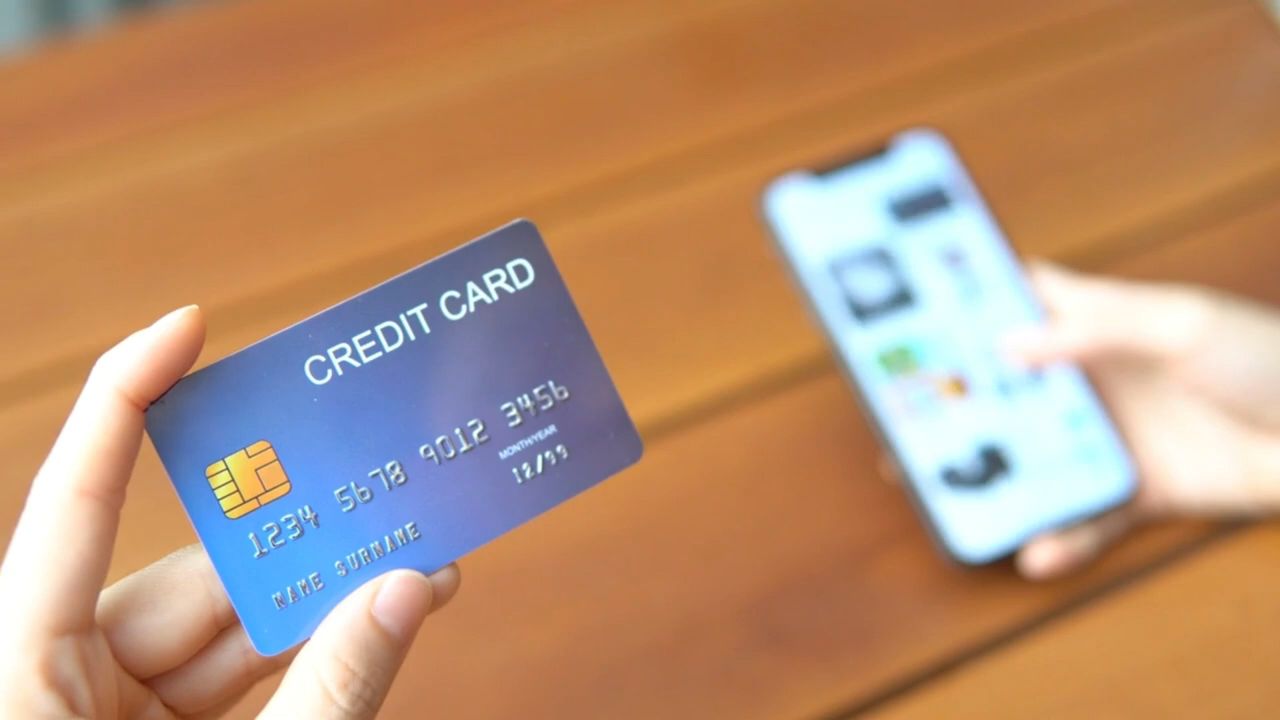 CREDIT CARD
1234 5678 9012 3456
MONTH/YEAR
12/99
NAME SURNAME